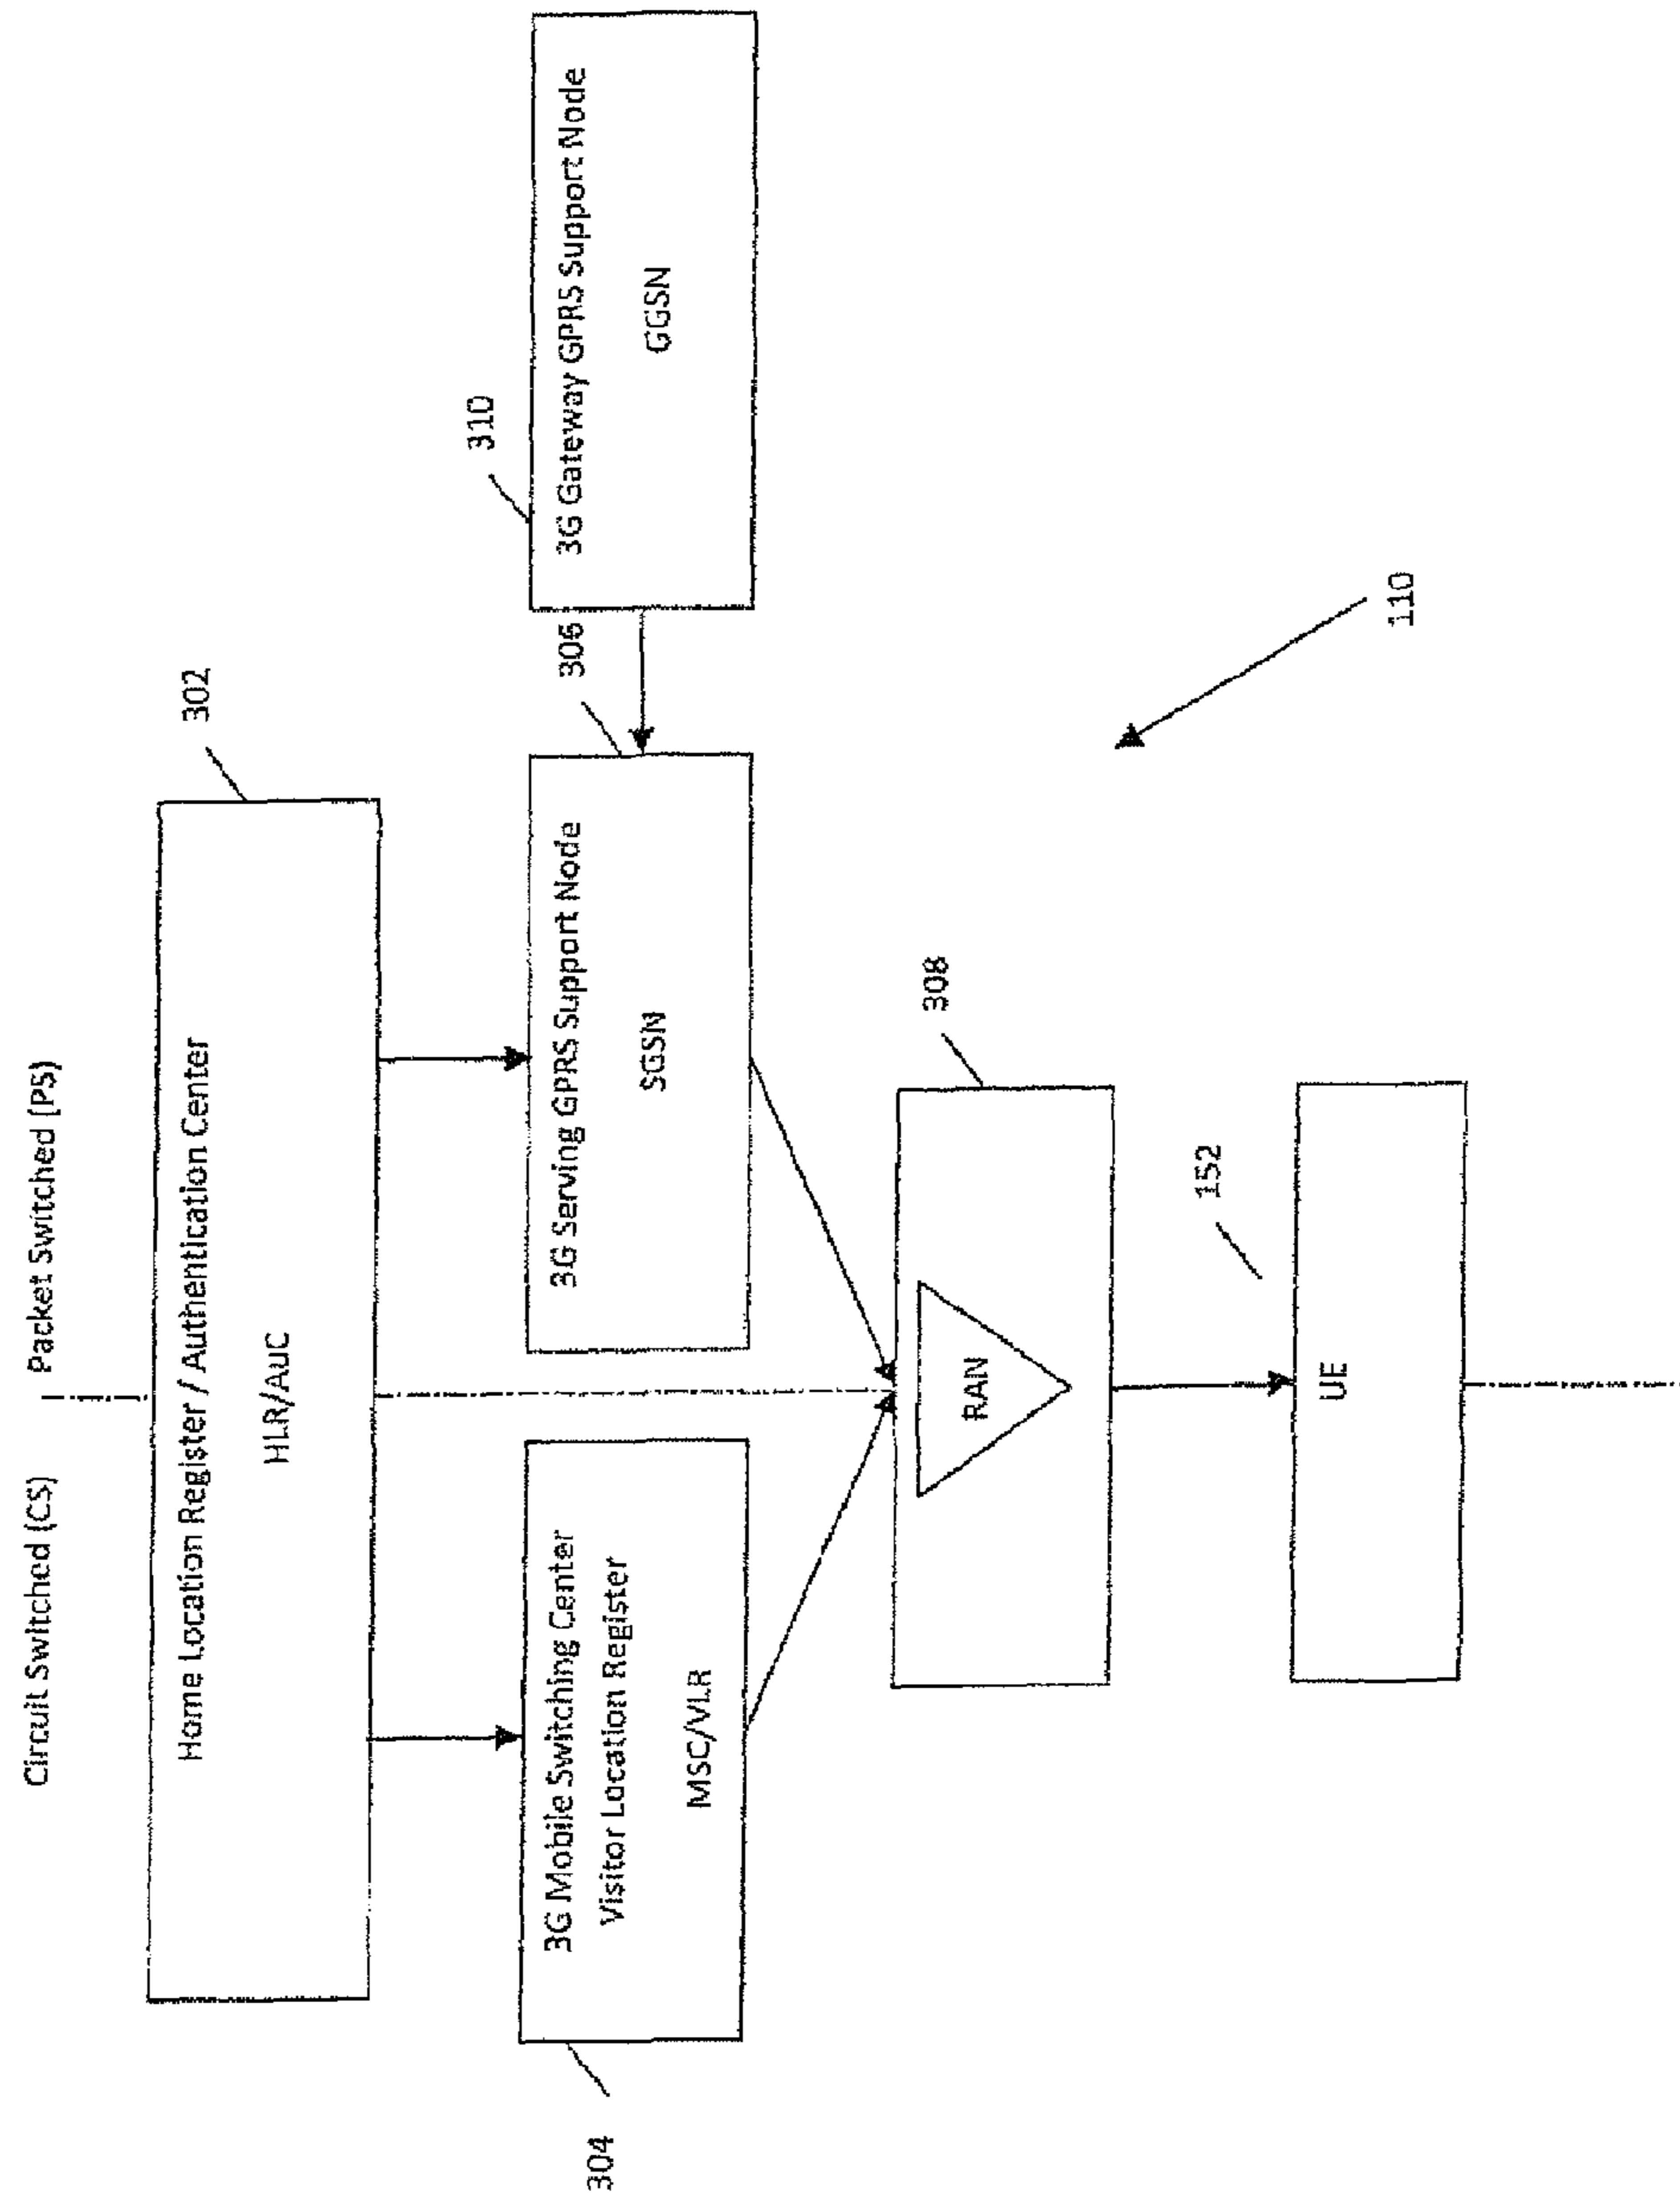 Circuit Switched (CS)
Packet Switched (PS)
302
Home Location Register / Authentication Center
HLR/AuC
304
3G Mobile Switching Center
Visitor Location Register
MSC/VLR
306
3G Serving GPRS Support Node
SGSN
310
3G Gateway GPRS Support Node
GGSN
308
RAN
152
UE
110